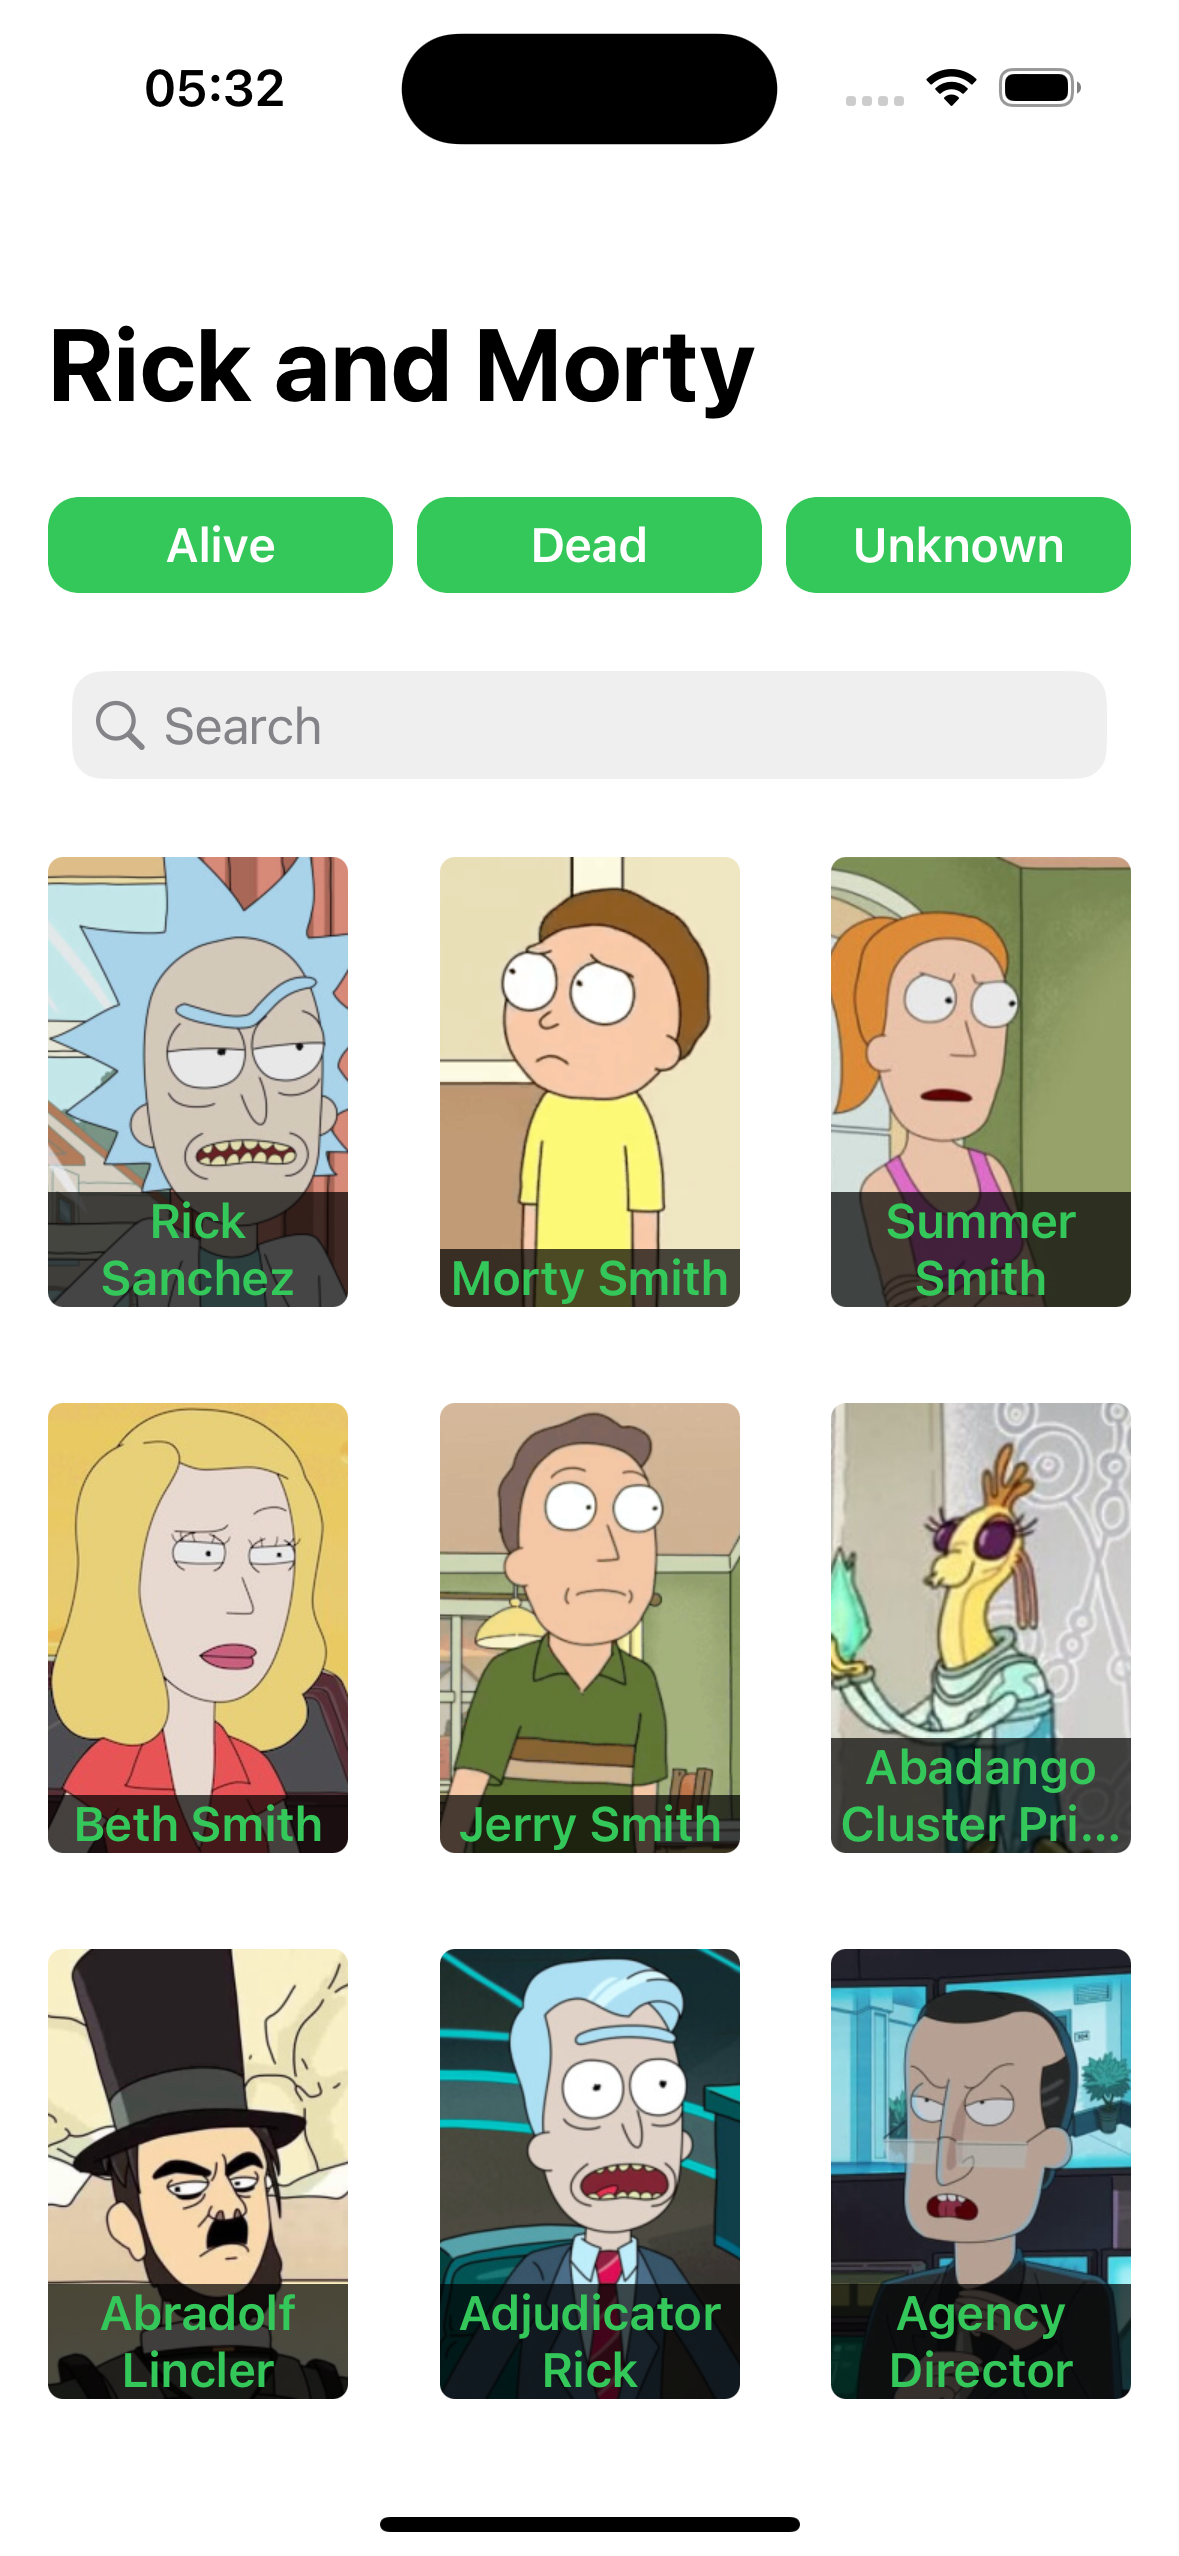 05:32
Rick and Morty
Alive
Dead
Unknown
Search
Rick
Sanchez
Morty Smith
Summer
Smith
Beth Smith
Jerry Smith
Abadango
Cluster Pri...
Abradolf
Lincler
Adjudicator
Rick
Agency
Director